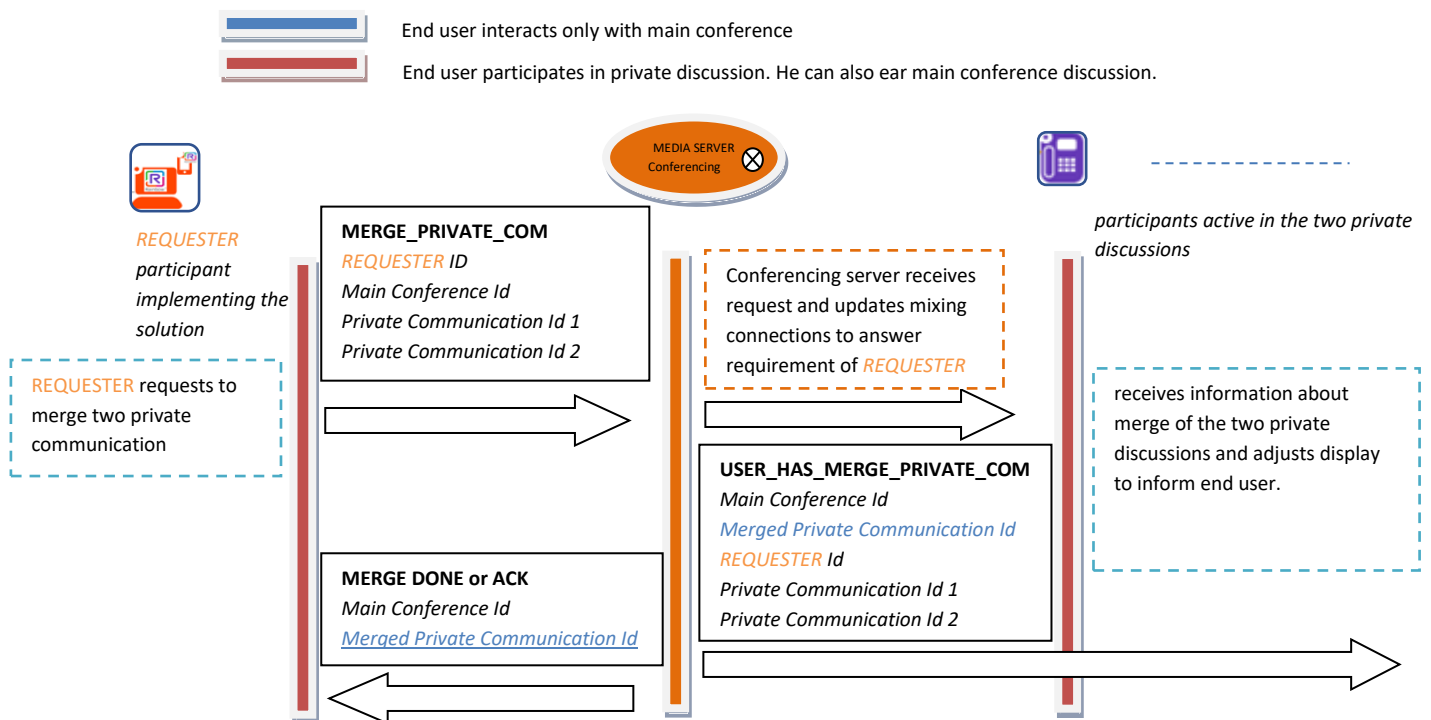 End user interacts only with main conference
End user participates in private discussion. He can also ear main conference discussion.
MEDIA SERVER
Conferencing
R
R
REQUESTER
participant
implementing the
solution
MERGE_PRIVATE_COM
REQUESTER ID
Main Conference Id
Private Communication Id 1
Private Communication Id 2
Conferencing server receives
request and updates mixing
connections to answer
requirement of REQUESTER
participants active in the two private
discussions
REQUESTER requests to
merge two private
communication
receives information about
merge of the two private
discussions and adjusts display
to inform end user.
USER_HAS_MERGE_PRIVATE_COM
Main Conference Id
Merged Private Communication Id
REQUESTER Id
Private Communication Id 1
Private Communication Id 2
MERGE DONE or ACK
Main Conference Id
Merged Private Communication Id